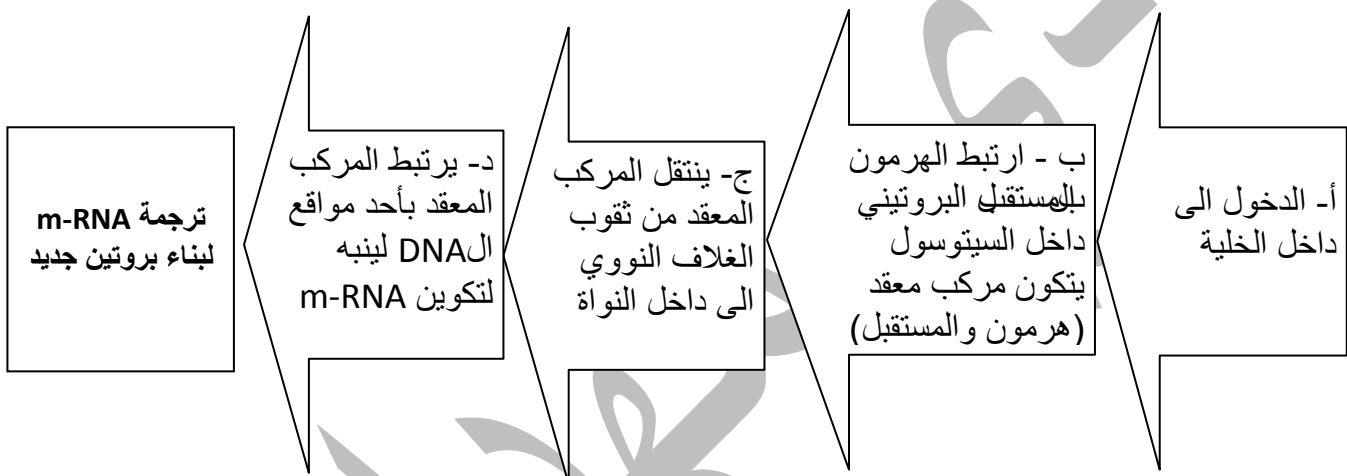 أ- الدخول الى
داخل الخلية
ب - ارتبط الهرمون
بالمستقبل البروتيني
داخل السيتوسول
يتكون مركب معقد
(هرمون والمستقبل)
ج- ينتقل المركب
المعقد من ثقوب
الغلاف النووي
الى داخل النواة
د- يرتبط المركب
المعقد بأحد مواقع
الDNA لينبه
لتكوين m-RNA
ترجمة m-RNA
لبناء بروتين جديد